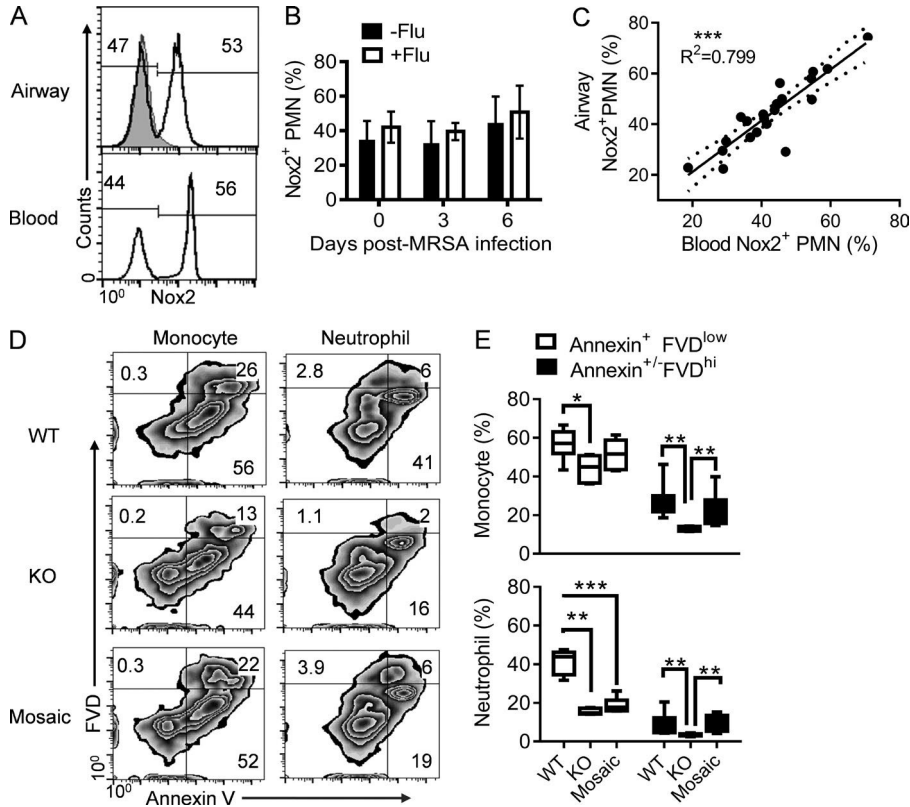 A
Airway
47
53
Blood
44
56
Counts
0
10⁰
Nox2
B
-Flu
+Flu
Nox2⁺ PMN (%)
100
80
60
40
20
0
0 3 6
Days post-MRSA infection
C
***
R²=0.799
Airway
Nox2⁺PMN (%)
80
60
40
20
20 40 60 80
Blood Nox2⁺ PMN (%)
D
Monocyte
Neutrophil
WT
0.3
26
56
2.8
6
41
KO
0.2
13
44
1.1
2
16
Mosaic
0.3
22
52
3.9
6
19
FVD
10⁰
10⁰
Annexin V
E
Annexin⁺ FVDˡᵒʷ
Annexin⁺/⁻FVDʰⁱ
Monocyte (%)
80
60
40
20
0
*
**
**
Neutrophil (%)
80
60
40
20
0
***
**
**
**
WT
KO
Mosaic
WT
KO
Mosaic